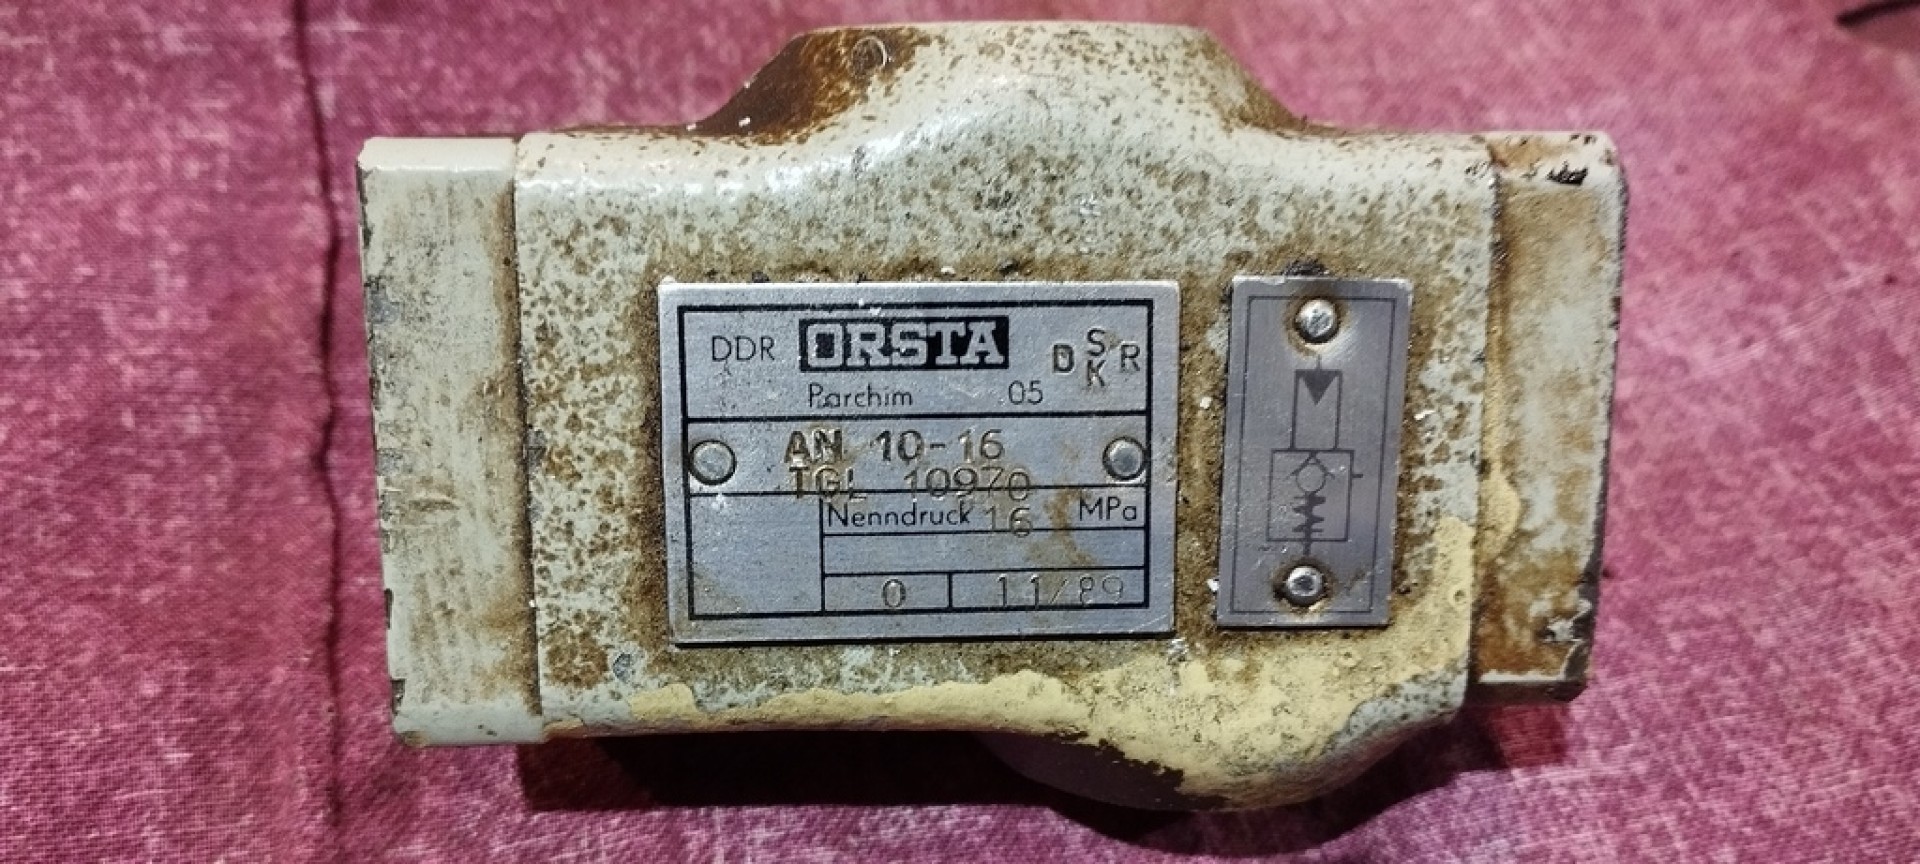 DDR ORSTA DSKR
Parchim 05
AN 10-16
TGL 10970
Nenndruck 16 MPa
0 11/89